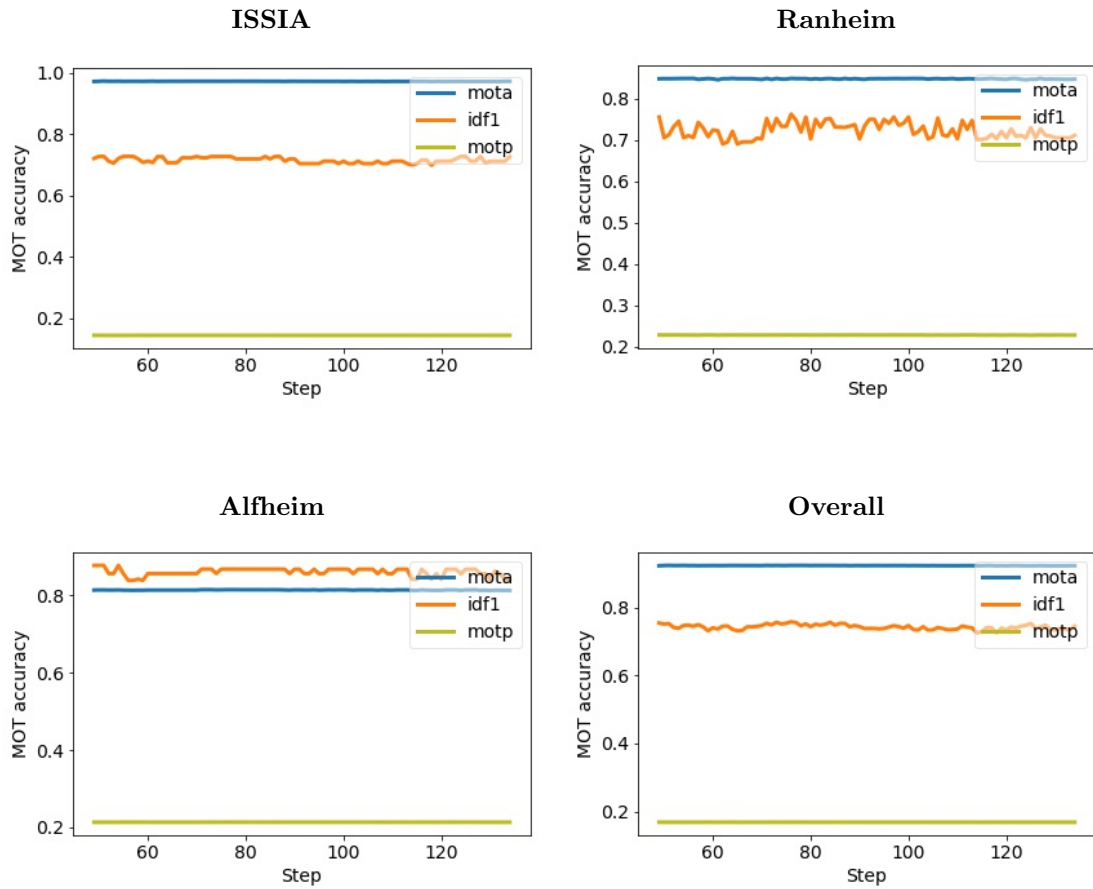 ISSIA
1.0
0.8
0.6
0.4
0.2
60
80
100
120
MOT accuracy
Step
mota
idf1
motp
Ranheim
0.8
0.7
0.6
0.5
0.4
0.3
0.2
60
80
100
120
MOT accuracy
Step
mota
idf1
motp
Alfheim
0.8
0.6
0.4
0.2
60
80
100
120
MOT accuracy
Step
mota
idf1
motp
Overall
0.8
0.6
0.4
0.2
60
80
100
120
MOT accuracy
Step
mota
idf1
motp